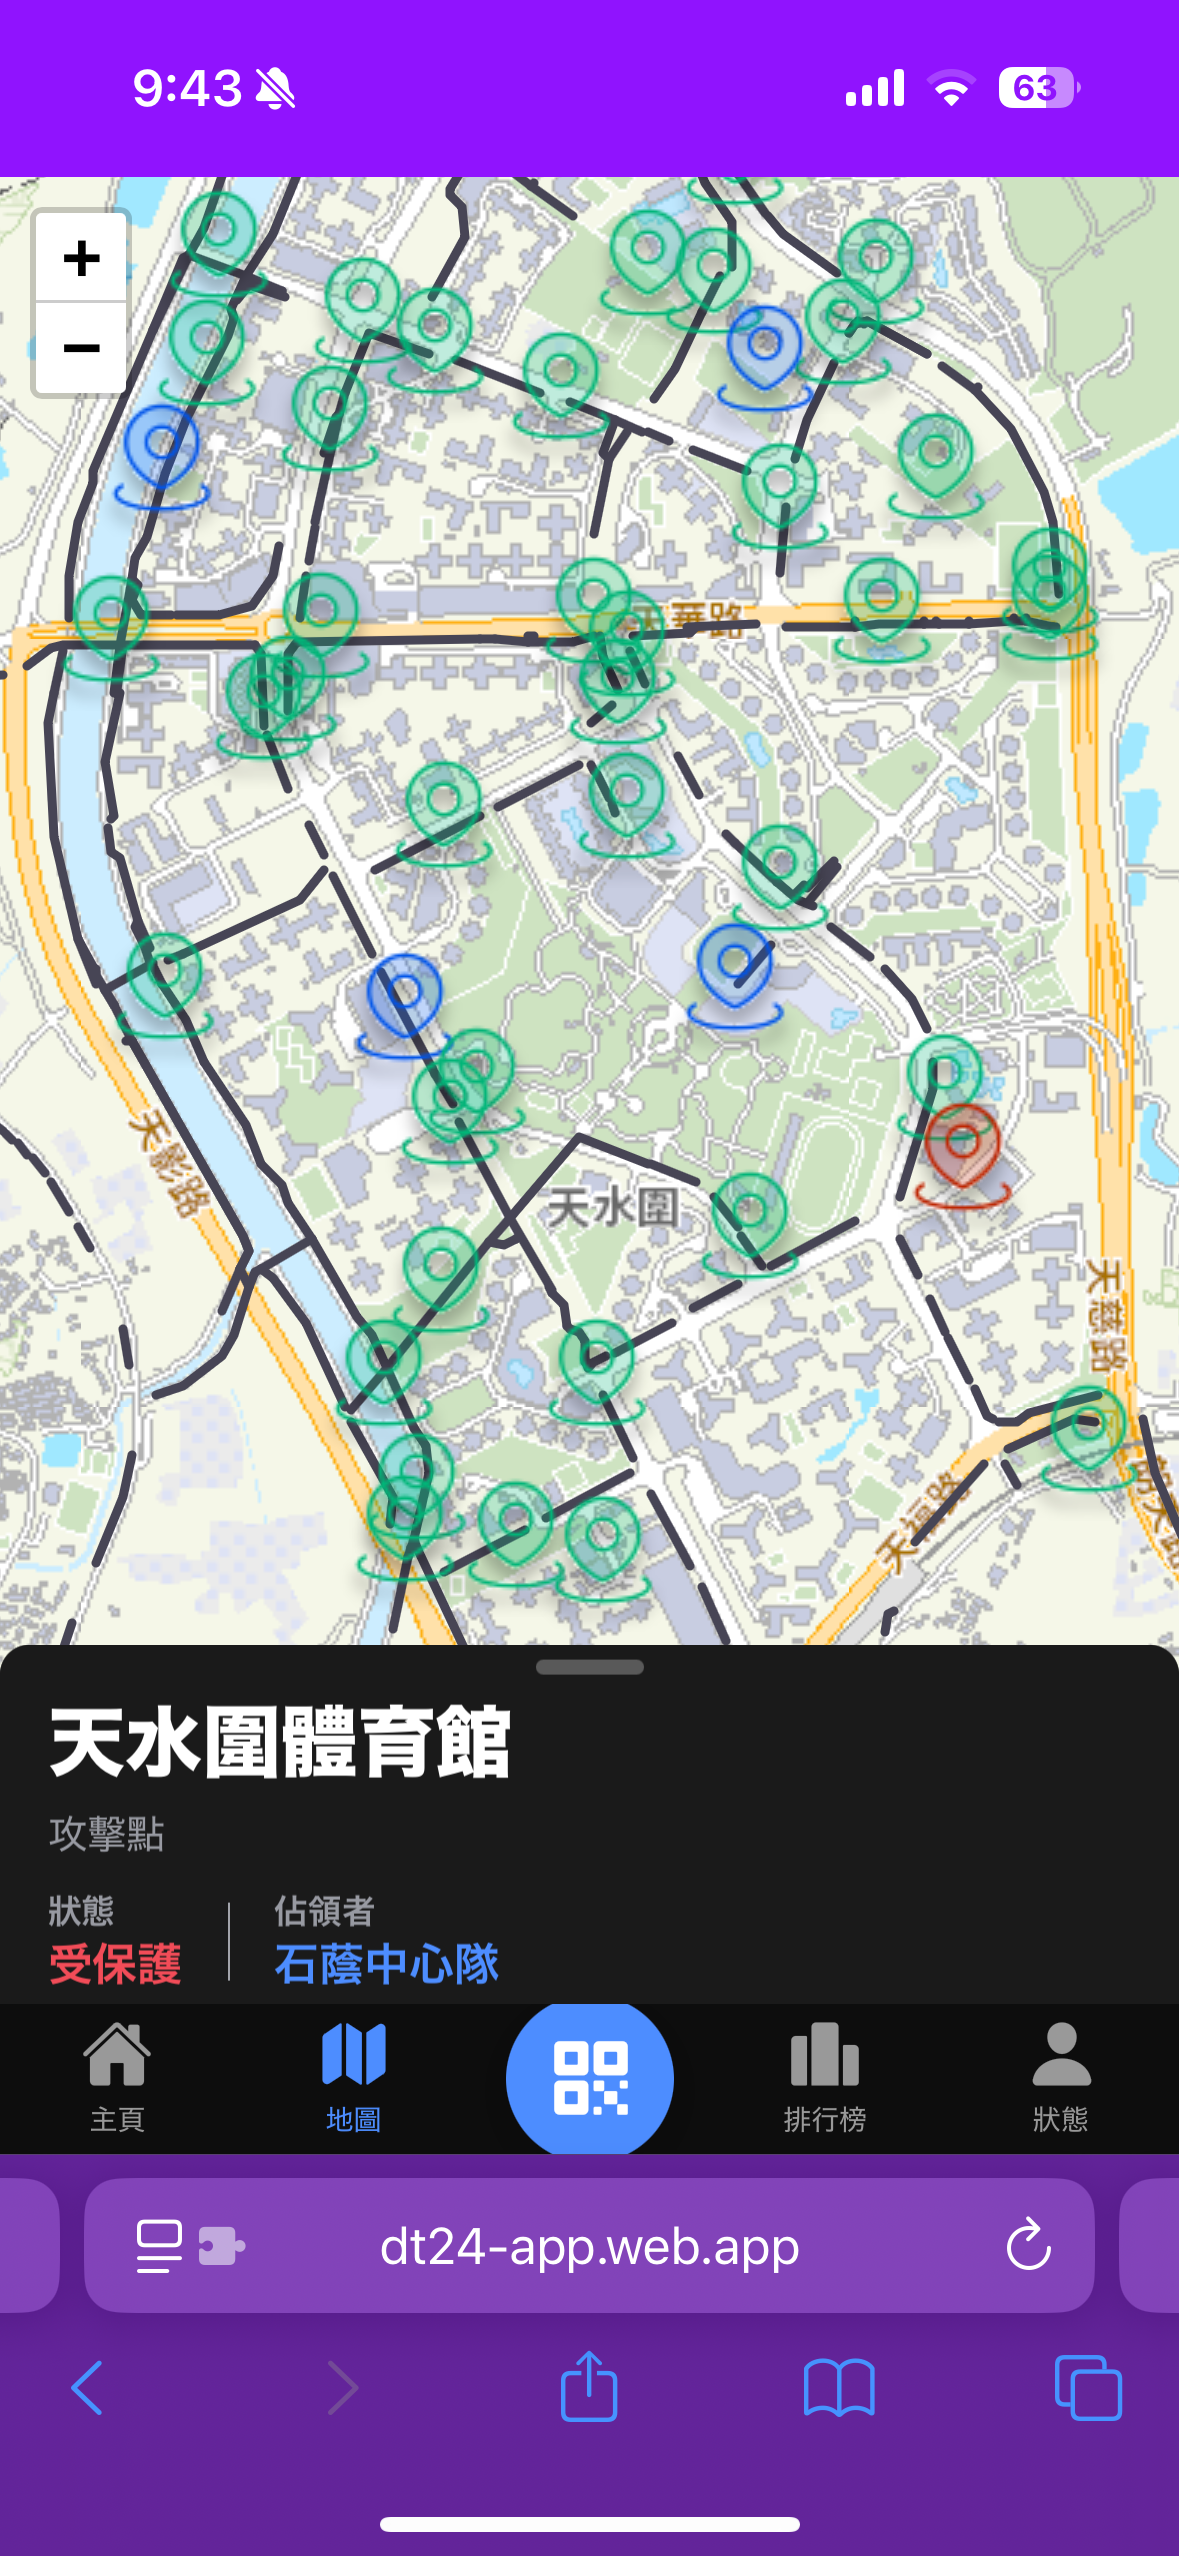 9:43
63
+
−
天華路
天影路
天水圍
天慈路
天福路
天水圍體育館
攻擊點
狀態
佔領者
受保護
石蔭中心隊
主頁
地圖
排行榜
狀態
dt24-app.web.app